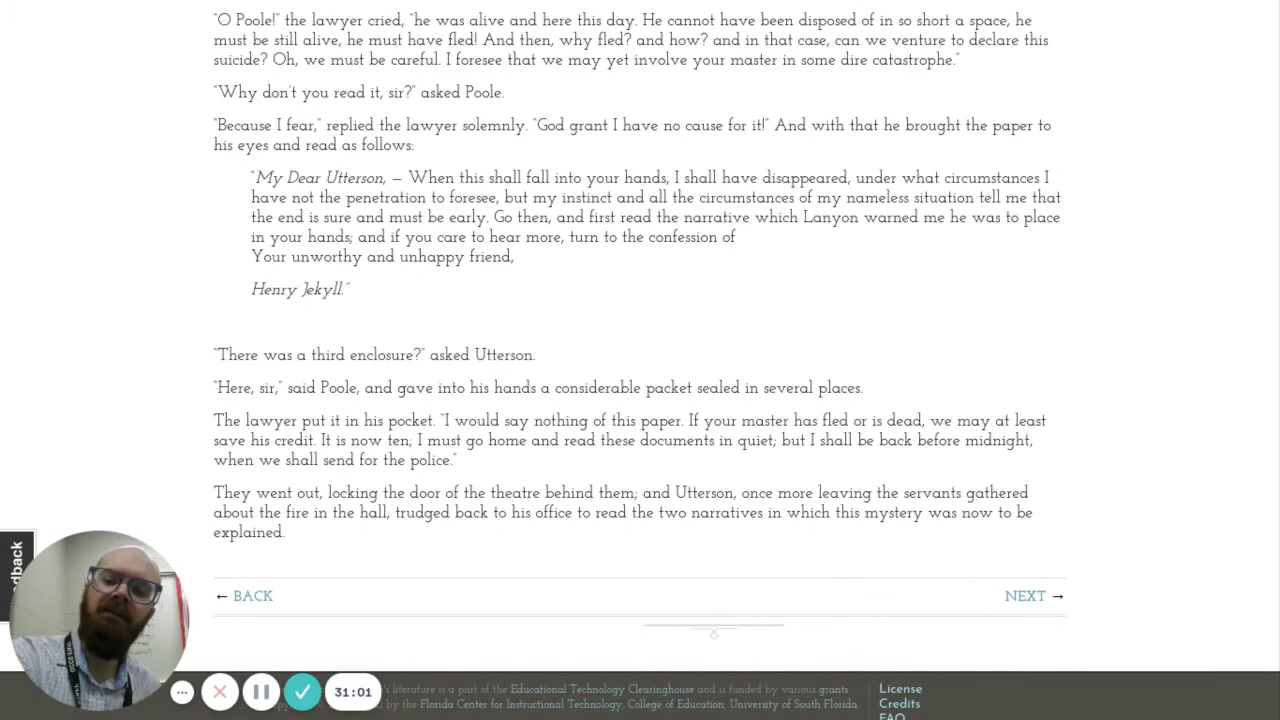 “O Poole!” the lawyer cried, “he was alive and here this day. He cannot have been disposed of in so short a space, he
must be still alive, he must have fled! And then, why fled? and how? and in that case, can we venture to declare this
suicide? Oh, we must be careful. I foresee that we may yet involve your master in some dire catastrophe.”
“Why don’t you read it, sir?” asked Poole.
“Because I fear,” replied the lawyer solemnly. “God grant I have no cause for it!” And with that he brought the paper to
his eyes and read as follows:
“My Dear Utterson, — When this shall fall into your hands, I shall have disappeared, under what circumstances I
have not the penetration to foresee, but my instinct and all the circumstances of my nameless situation tell me that
the end is sure and must be early. Go then, and first read the narrative which Lanyon warned me he was to place
in your hands; and if you care to hear more, turn to the confession of
Your unworthy and unhappy friend,
Henry Jekyll.”
“There was a third enclosure?” asked Utterson.
“Here, sir,” said Poole, and gave into his hands a considerable packet sealed in several places.
The lawyer put it in his pocket. “I would say nothing of this paper. If your master has fled or is dead, we may at least
save his credit. It is now ten; I must go home and read these documents in quiet; but I shall be back before midnight,
when we shall send for the police.”
They went out, locking the door of the theatre behind them; and Utterson, once more leaving the servants gathered
about the fire in the hall, trudged back to his office to read the two narratives in which this mystery was now to be
explained.
dback
← BACK
NEXT →
31:01
’s literature is a part of the Educational Technology Clearinghouse and is funded by various grants
by the Florida Center for Instructional Technology, College of Education, University of South Florida
License
Credits
FAQ